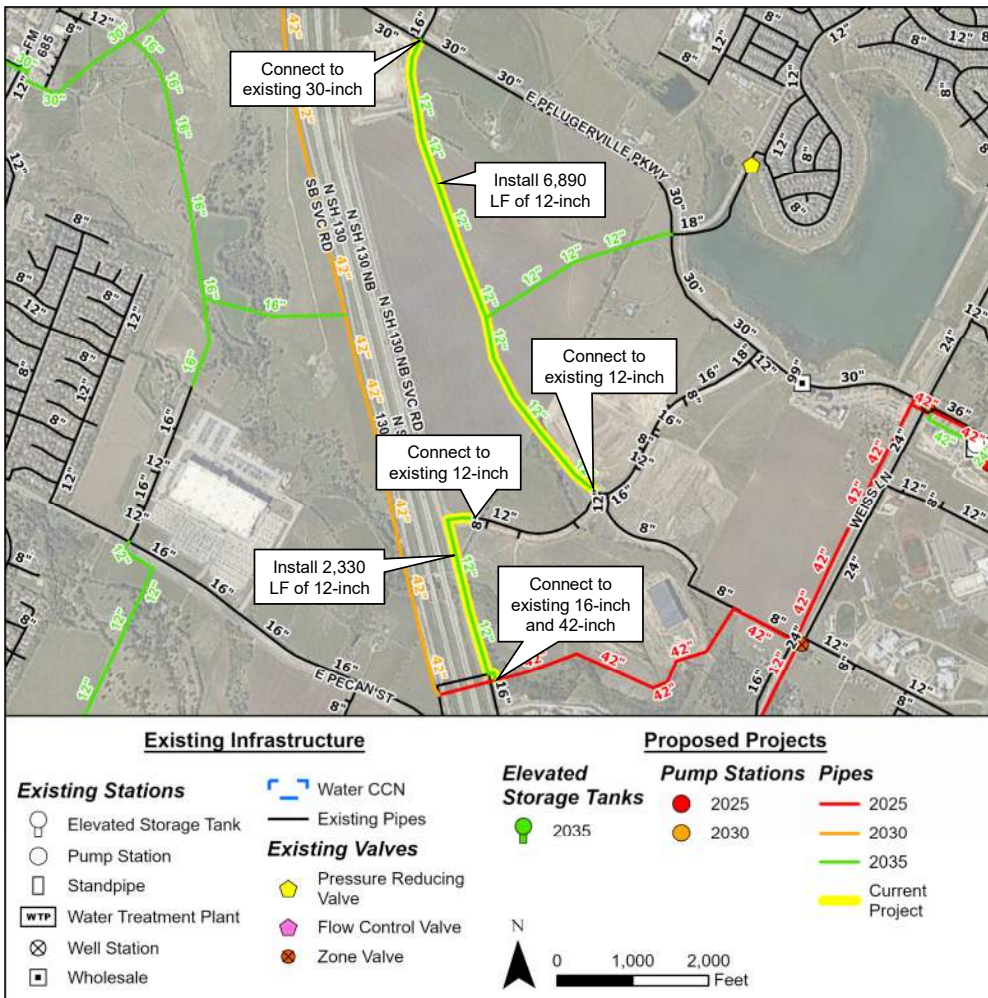 12"
FM 685
30"
16"
42"
Connect to
existing 30-inch
E PFLUGERVILLE PKWY
Install 6,890
LF of 12-inch
N SH 130
SB SVC RD
N SH 130 NB
N SH 130 NB SVC RD
18"
8"
Connect to
existing 12-inch
Connect to
existing 12-inch
99"
36"
24"
WEISS LN
Install 2,330
LF of 12-inch
Connect to
existing 16-inch
and 42-inch
E PECAN ST
Existing Infrastructure
Existing Stations
Elevated Storage Tank
Pump Station
Standpipe
WTP Water Treatment Plant
Well Station
Wholesale
Water CCN
Existing Pipes
Existing Valves
Pressure Reducing
Valve
Flow Control Valve
Zone Valve
Proposed Projects
Elevated
Storage Tanks
2035
Pump Stations
2025
2030
Pipes
2025
2030
2035
Current
Project
N
0 1,000 2,000
Feet